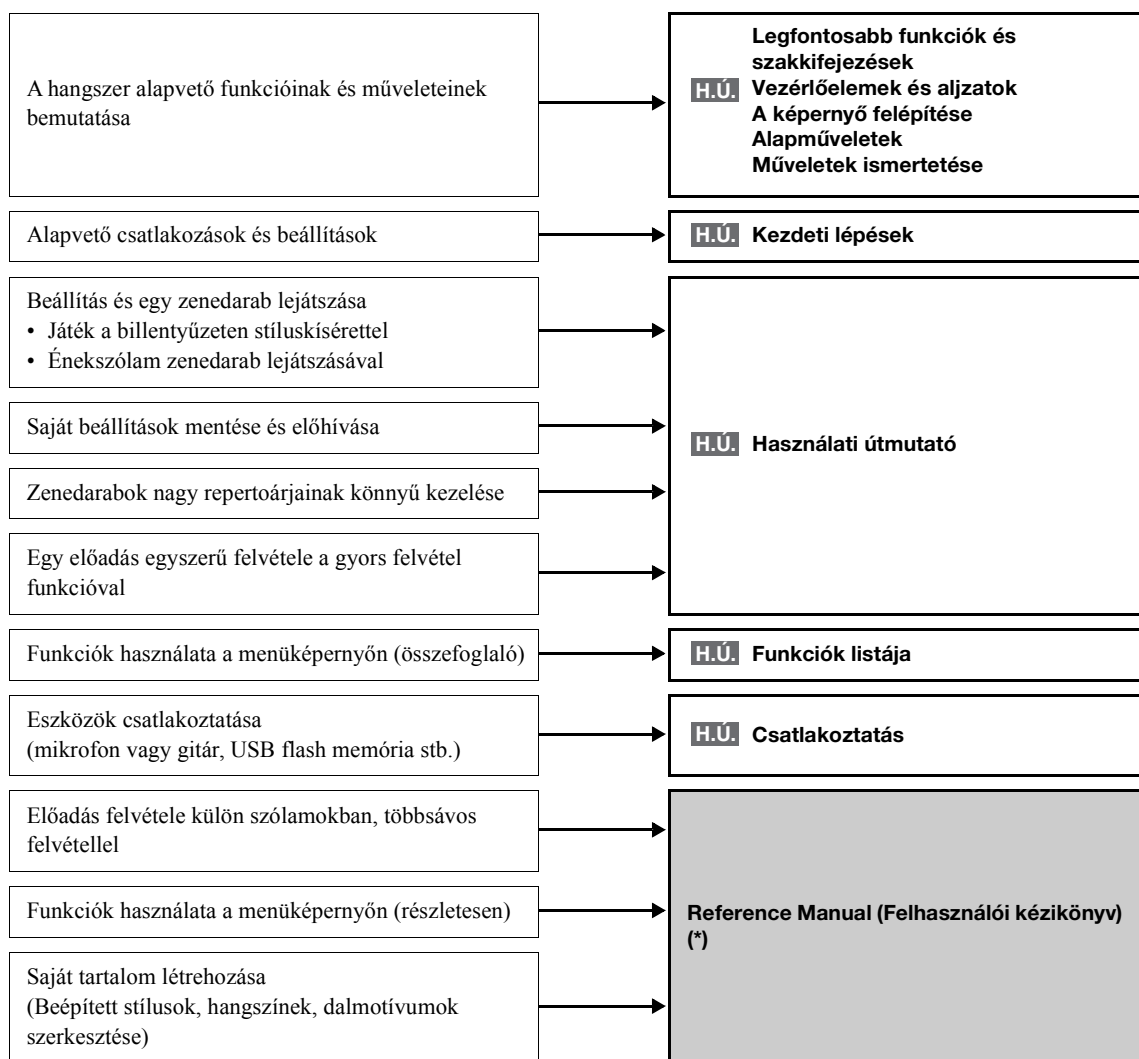 A hangszer alapvető funkcióinak és műveleteinek
bemutatása
H.Ú.
Legfontosabb funkciók és
szakkifejezések
Vezérlőelemek és aljzatok
A képernyő felépítése
Alapműveletek
Műveletek ismertetése
Alapvető csatlakozások és beállítások
H.Ú. Kezdeti lépések
Beállítás és egy zenedarab lejátszása
• Játék a billentyűzeten stíluskísérettel
• Énekszólam zenedarab lejátszásával
Saját beállítások mentése és előhívása
Zenedarabok nagy repertoárjainak könnyű kezelése
Egy előadás egyszerű felvétele a gyors felvétel
funkcióval
H.Ú. Használati útmutató
Funkciók használata a menüképernyőn (összefoglaló)
H.Ú. Funkciók listája
Eszközök csatlakoztatása
(mikrofon vagy gitár, USB flash memória stb.)
H.Ú. Csatlakoztatás
Előadás felvétele külön szólamokban, többsávos
felvétellel
Funkciók használata a menüképernyőn (részletesen)
Saját tartalom létrehozása
(Beépített stílusok, hangszínek, dalmotívumok
szerkesztése)
Reference Manual (Felhasználói kézikönyv)
(*)